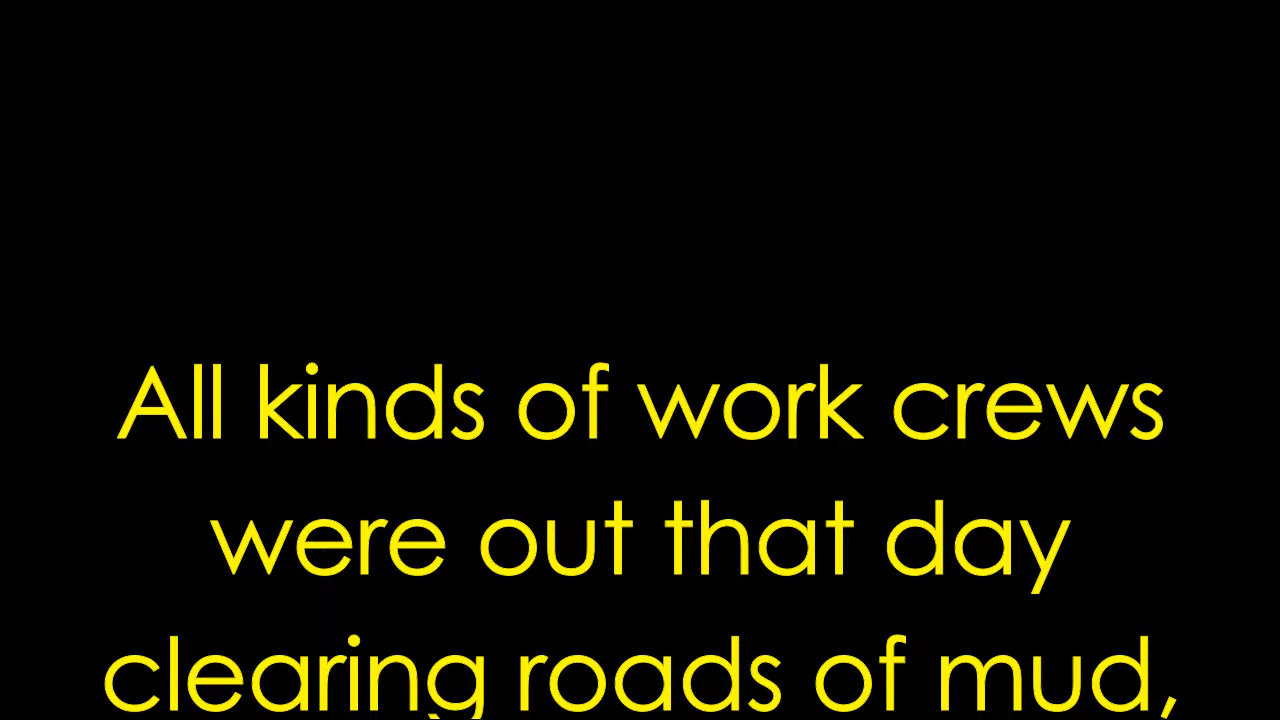 All kinds of work crews
were out that day
clearing roads of mud,